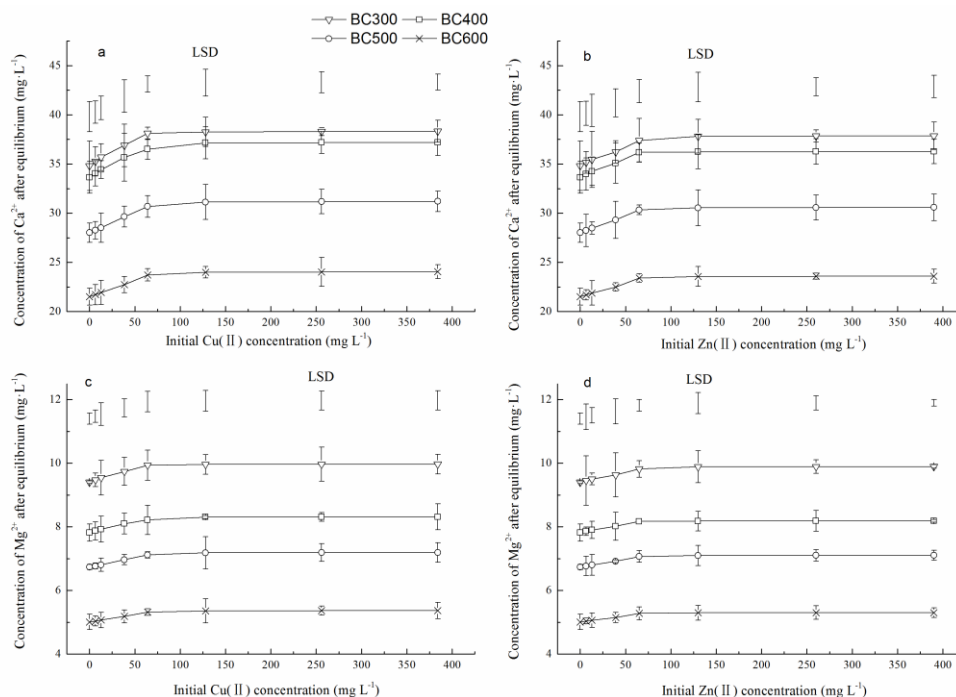 BC300 BC400
BC500 BC600
a
LSD
Concentration of Ca²⁺ after equilibrium (mg·L⁻¹)
45
40
35
30
25
20
0 50 100 150 200 250 300 350 400
Initial Cu(Ⅱ) concentration (mg L⁻¹)
b
LSD
Concentration of Ca²⁺ after equilibrium (mg·L⁻¹)
45
40
35
30
25
20
0 50 100 150 200 250 300 350 400
Initial Zn(Ⅱ) concentration (mg L⁻¹)
c
LSD
Concentration of Mg²⁺ after equilibrium (mg·L⁻¹)
12
10
8
6
4
0 50 100 150 200 250 300 350 400
Initial Cu(Ⅱ) concentration (mg L⁻¹)
d
LSD
Concentration of Mg²⁺ after equilibrium (mg·L⁻¹)
12
10
8
6
4
0 50 100 150 200 250 300 350 400
Initial Zn(Ⅱ) concentration (mg L⁻¹)